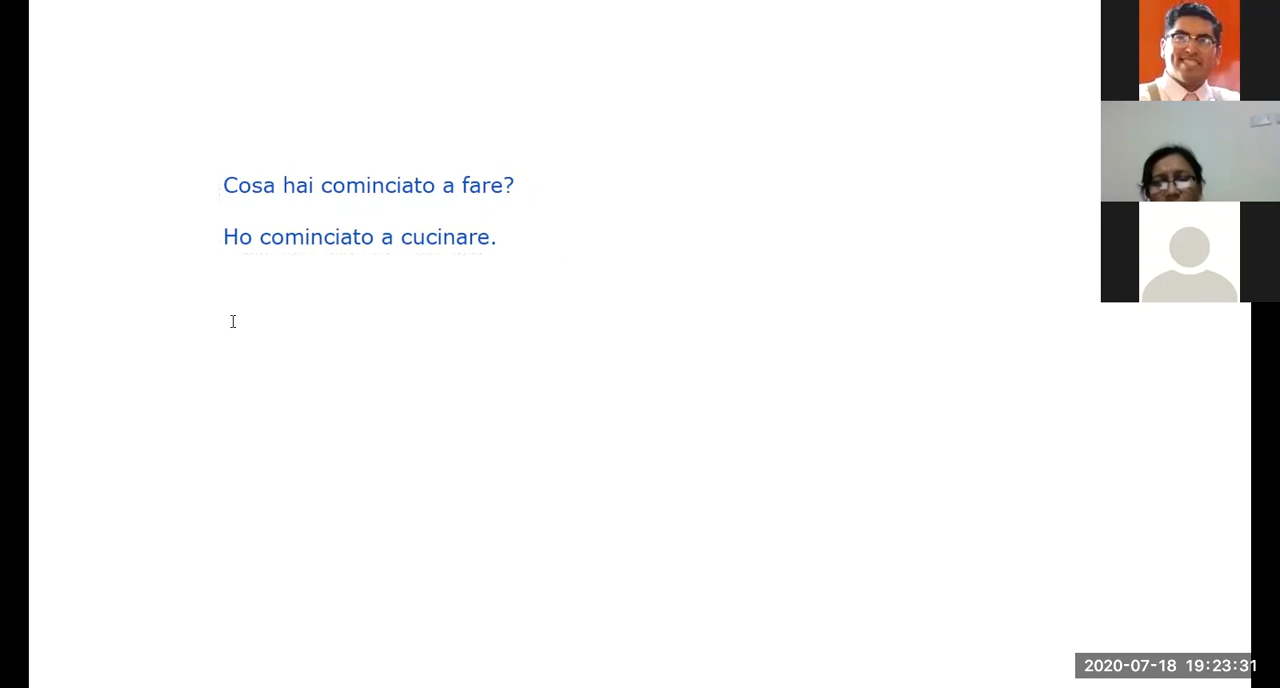 Cosa hai cominciato a fare?
Ho cominciato a cucinare.
2020-07-18 19:23:31